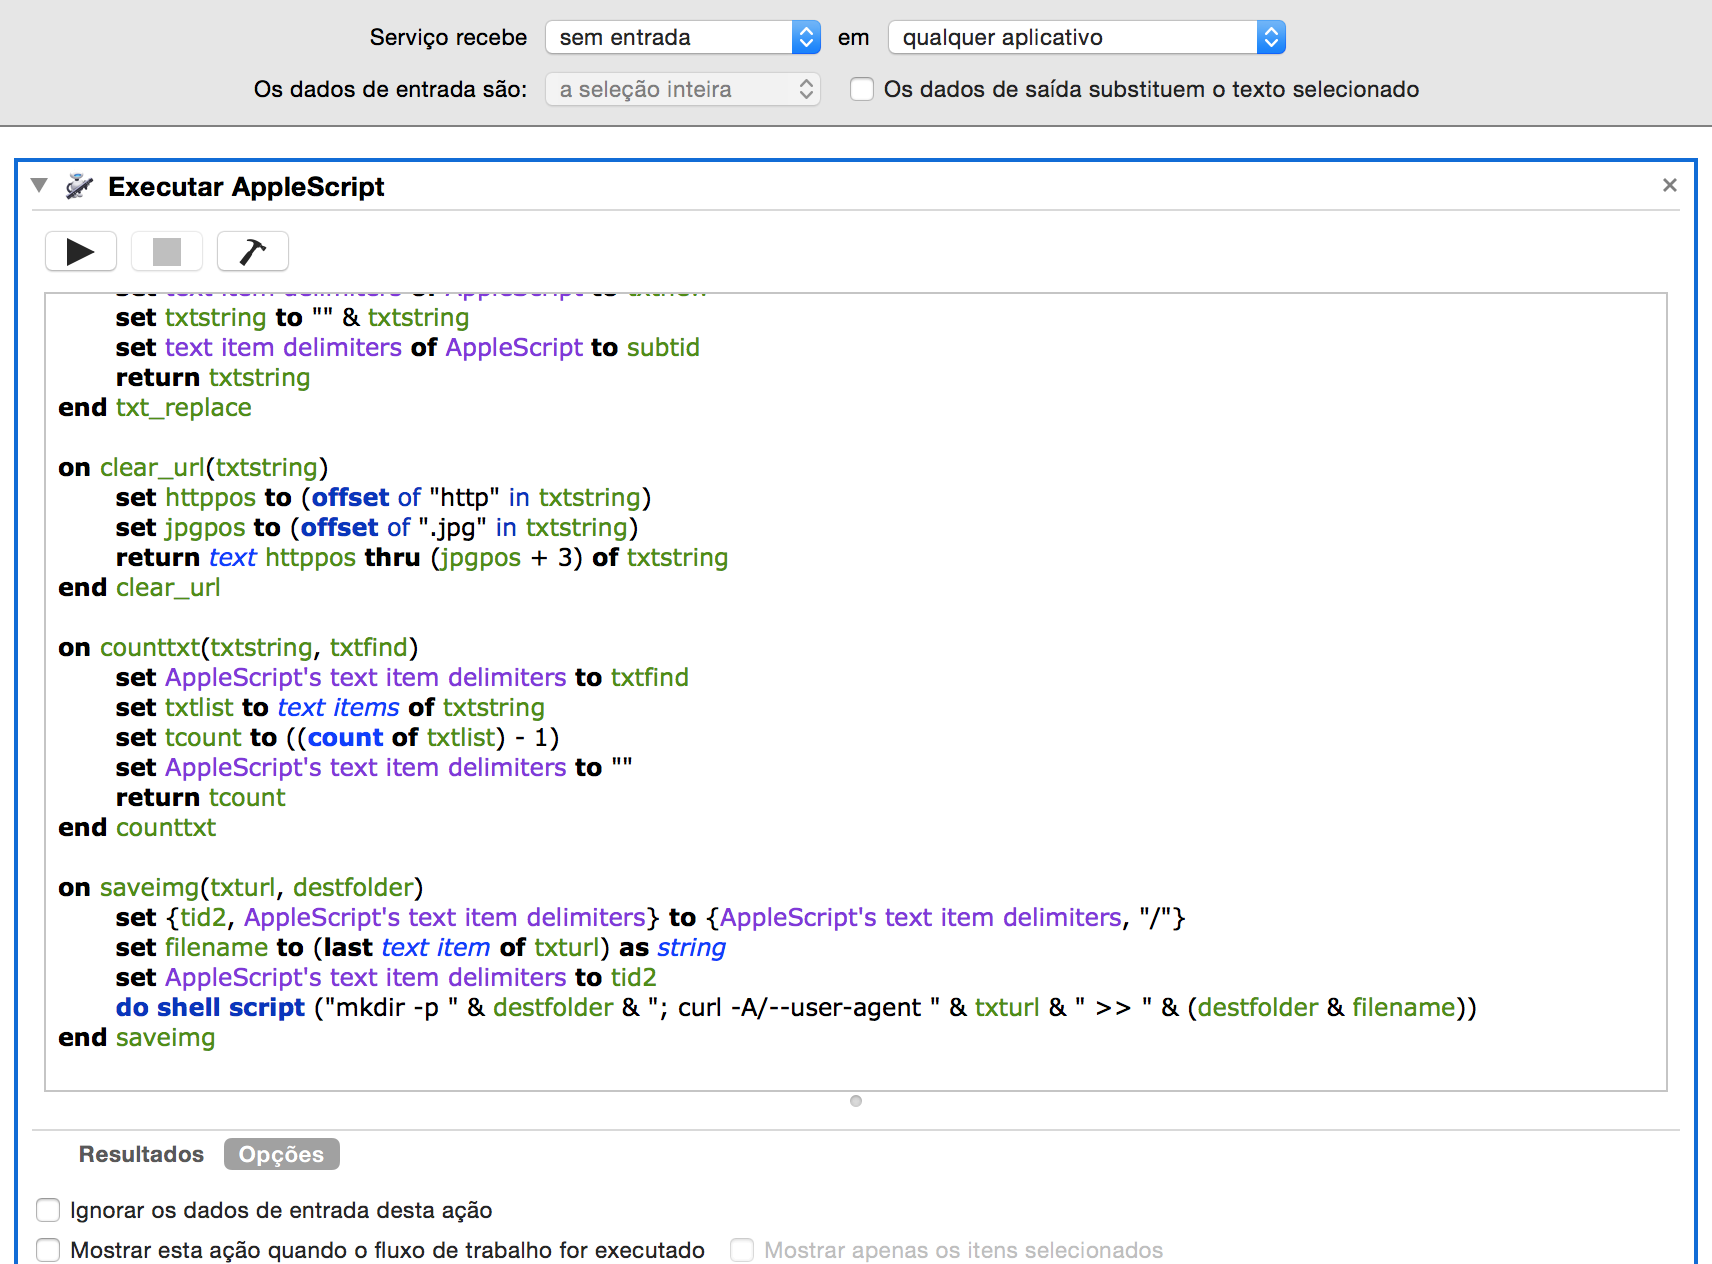 Serviço recebe sem entrada em qualquer aplicativo
Os dados de entrada são: a seleção inteira Os dados de saída substituem o texto selecionado
Executar AppleScript
set text item delimiters of AppleScript to
set txtstring to "" & txtstring
set text item delimiters of AppleScript to subtid
return txtstring
end txt_replace
on clear_url(txtstring)
set httppos to (offset of "http" in txtstring)
set jpgpos to (offset of ".jpg" in txtstring)
return text httppos thru (jpgpos + 3) of txtstring
end clear_url
on counttxt(txtstring, txtfind)
set AppleScript's text item delimiters to txtfind
set txtlist to text items of txtstring
set tcount to ((count of txtlist) - 1)
set AppleScript's text item delimiters to ""
return tcount
end counttxt
on saveimg(txturl, destfolder)
set {tid2, AppleScript's text item delimiters} to {AppleScript's text item delimiters, "/"}
set filename to (last text item of txturl) as string
set AppleScript's text item delimiters to tid2
do shell script ("mkdir -p " & destfolder & "; curl -A/--user-agent " & txturl & " >> " & (destfolder & filename))
end saveimg
Resultados Opções
Ignorar os dados de entrada desta ação
Mostrar esta ação quando o fluxo de trabalho for executado Mostrar apenas os itens selecionados